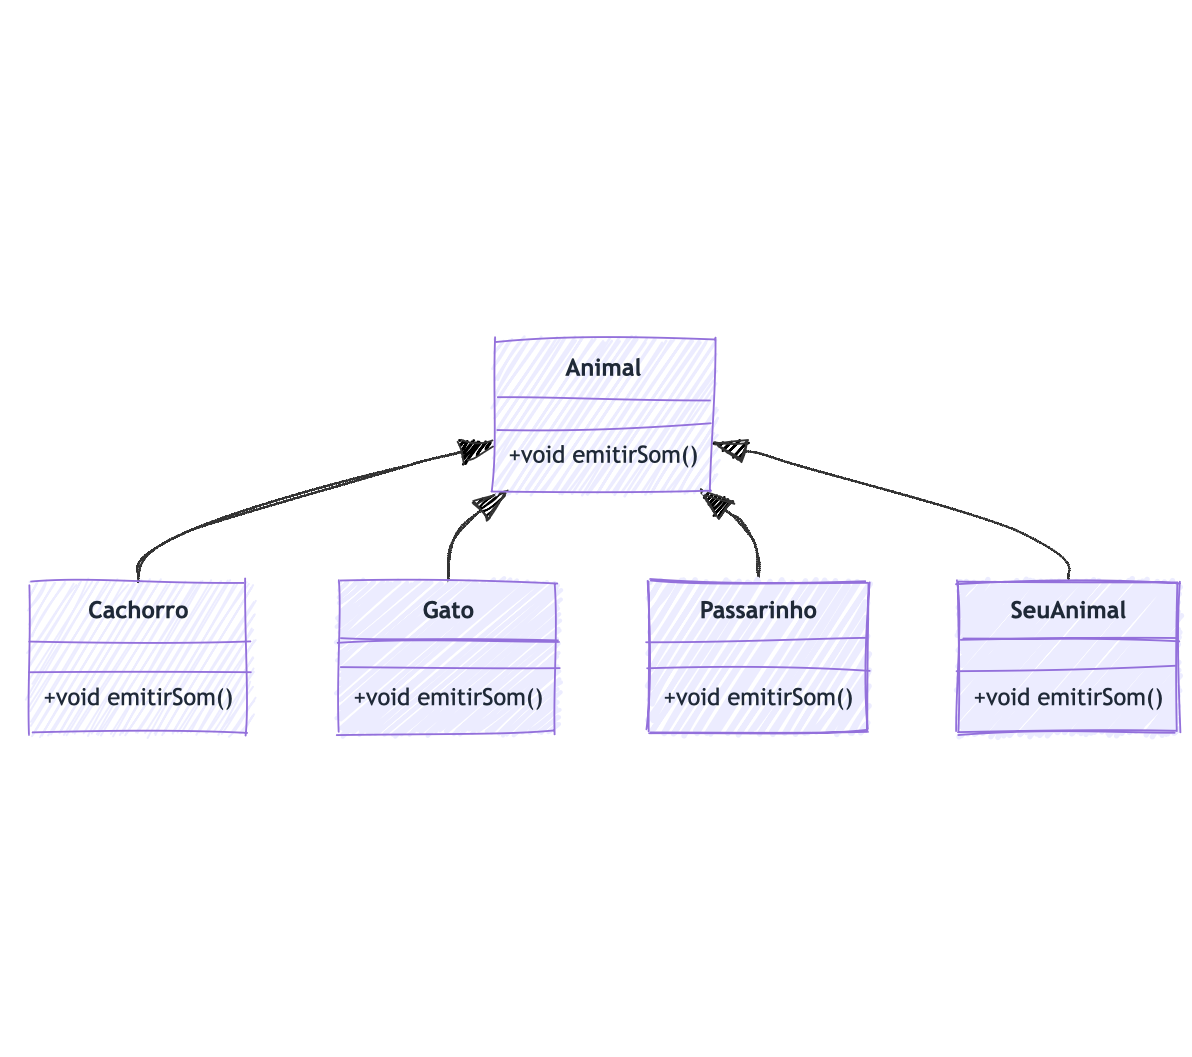 Animal
+void emitirSom()
Cachorro
+void emitirSom()
Gato
+void emitirSom()
Passarinho
+void emitirSom()
SeuAnimal
+void emitirSom()